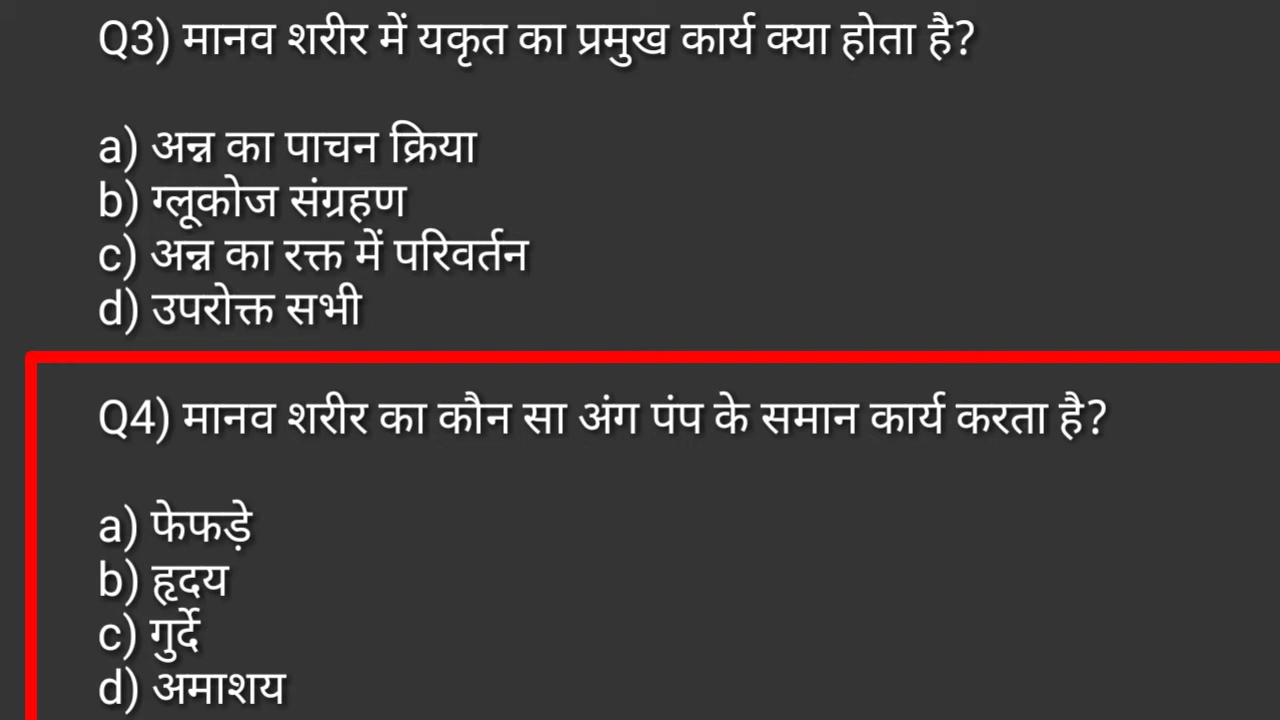 Q3) मानव शरीर में यकृत का प्रमुख कार्य क्या होता है?
a) अन्न का पाचन क्रिया
b) ग्लूकोज संग्रहण
c) अन्न का रक्त में परिवर्तन
d) उपरोक्त सभी
Q4) मानव शरीर का कौन सा अंग पंप के समान कार्य करता है?
a) फेफड़े
b) हृदय
c) गुर्दे
d) अमाशय